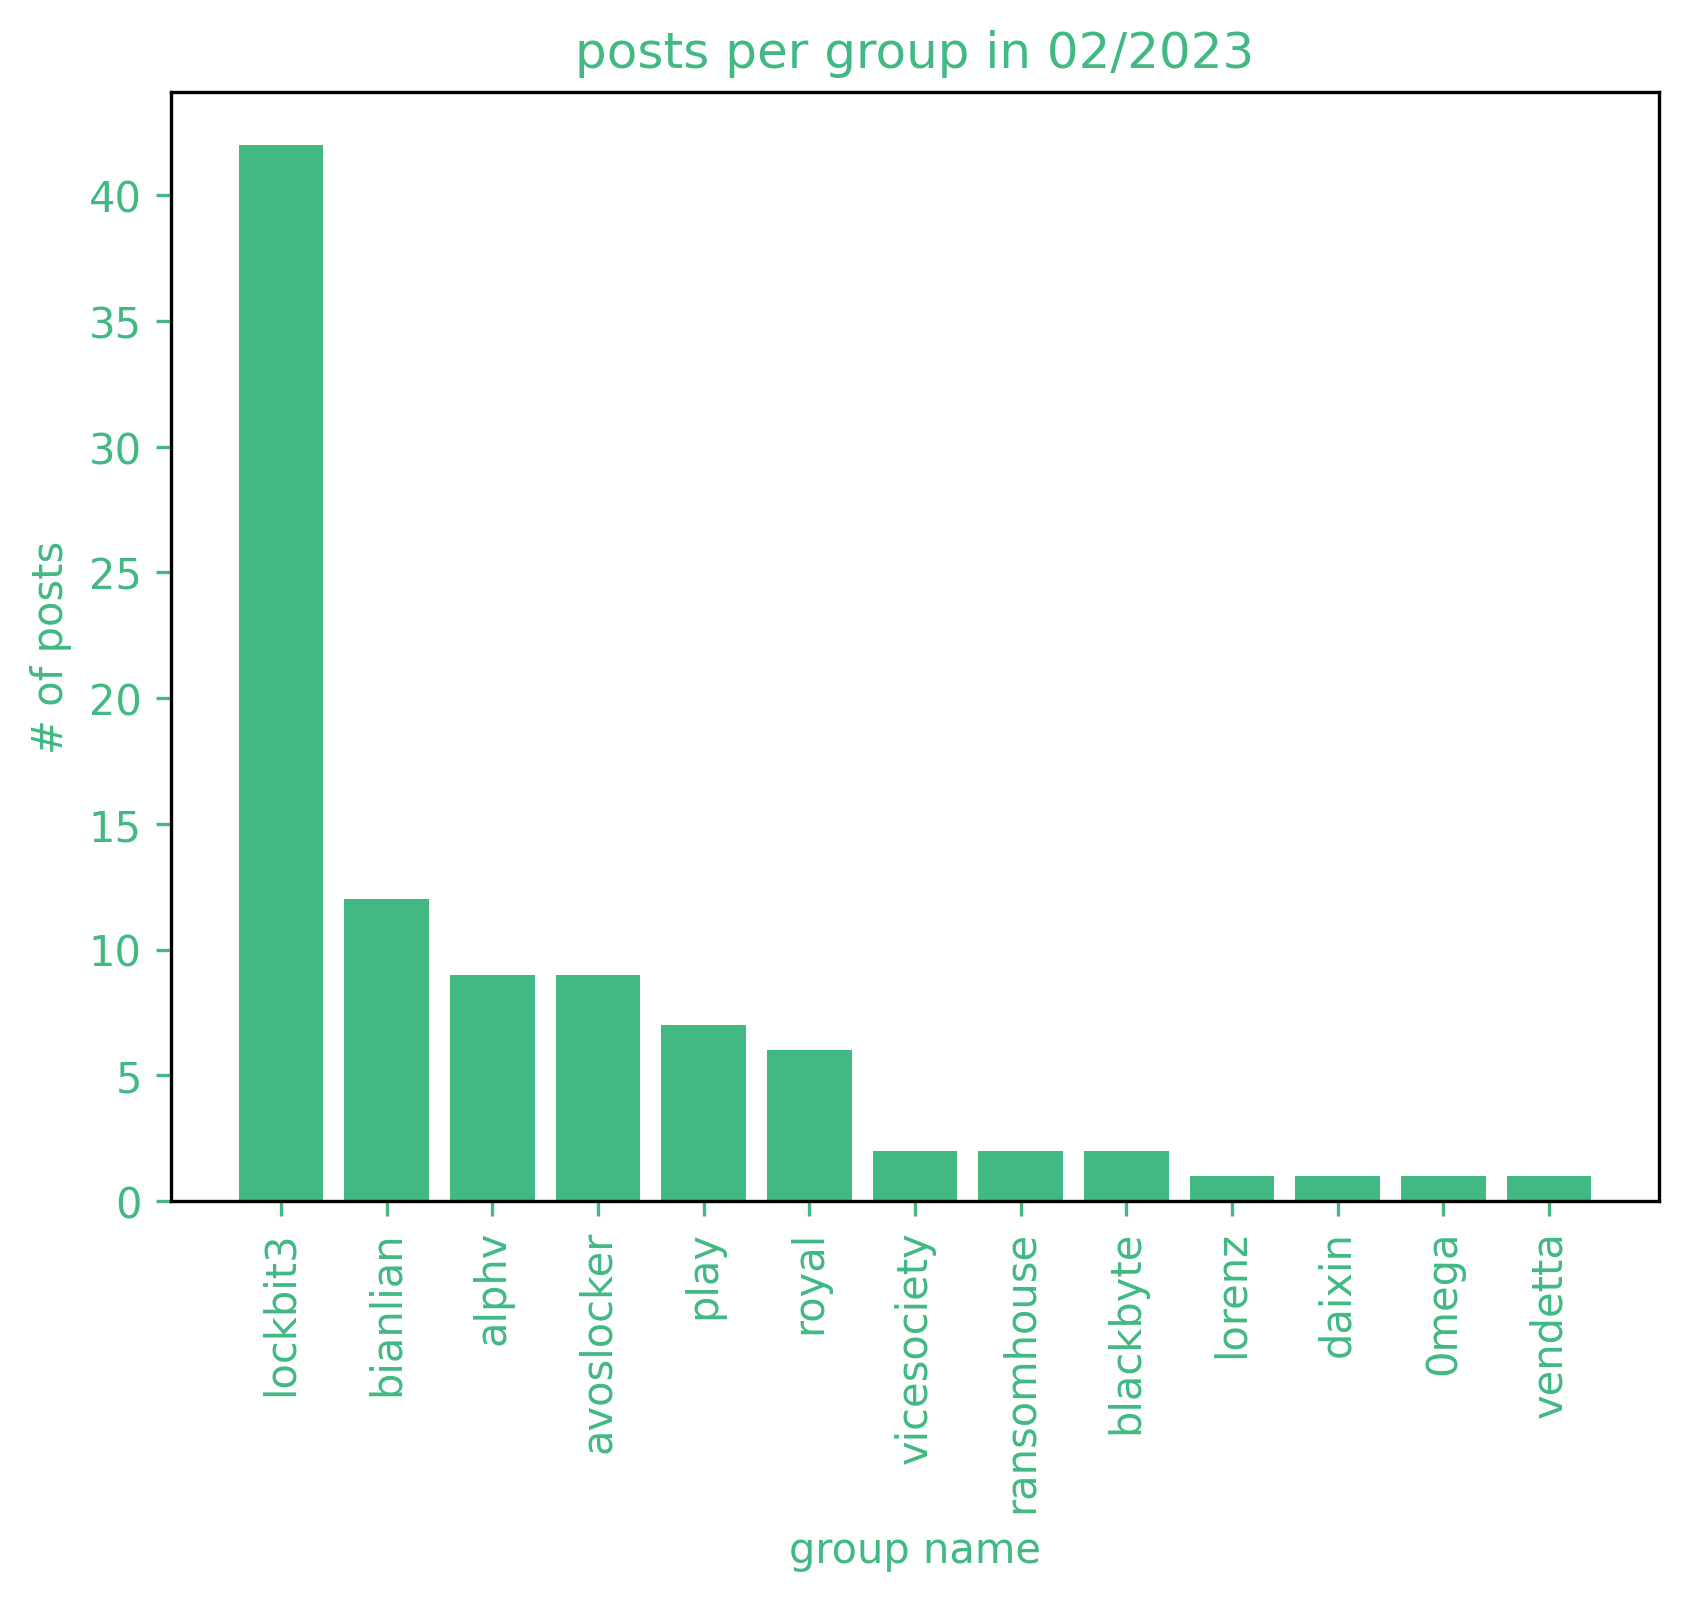 posts per group in 02/2023
# of posts
40
35
30
25
20
15
10
5
0
lockbit3
bianlian
alphv
avoslocker
play
royal
vicesociety
ransomhouse
blackbyte
lorenz
daixin
0mega
vendetta
group name